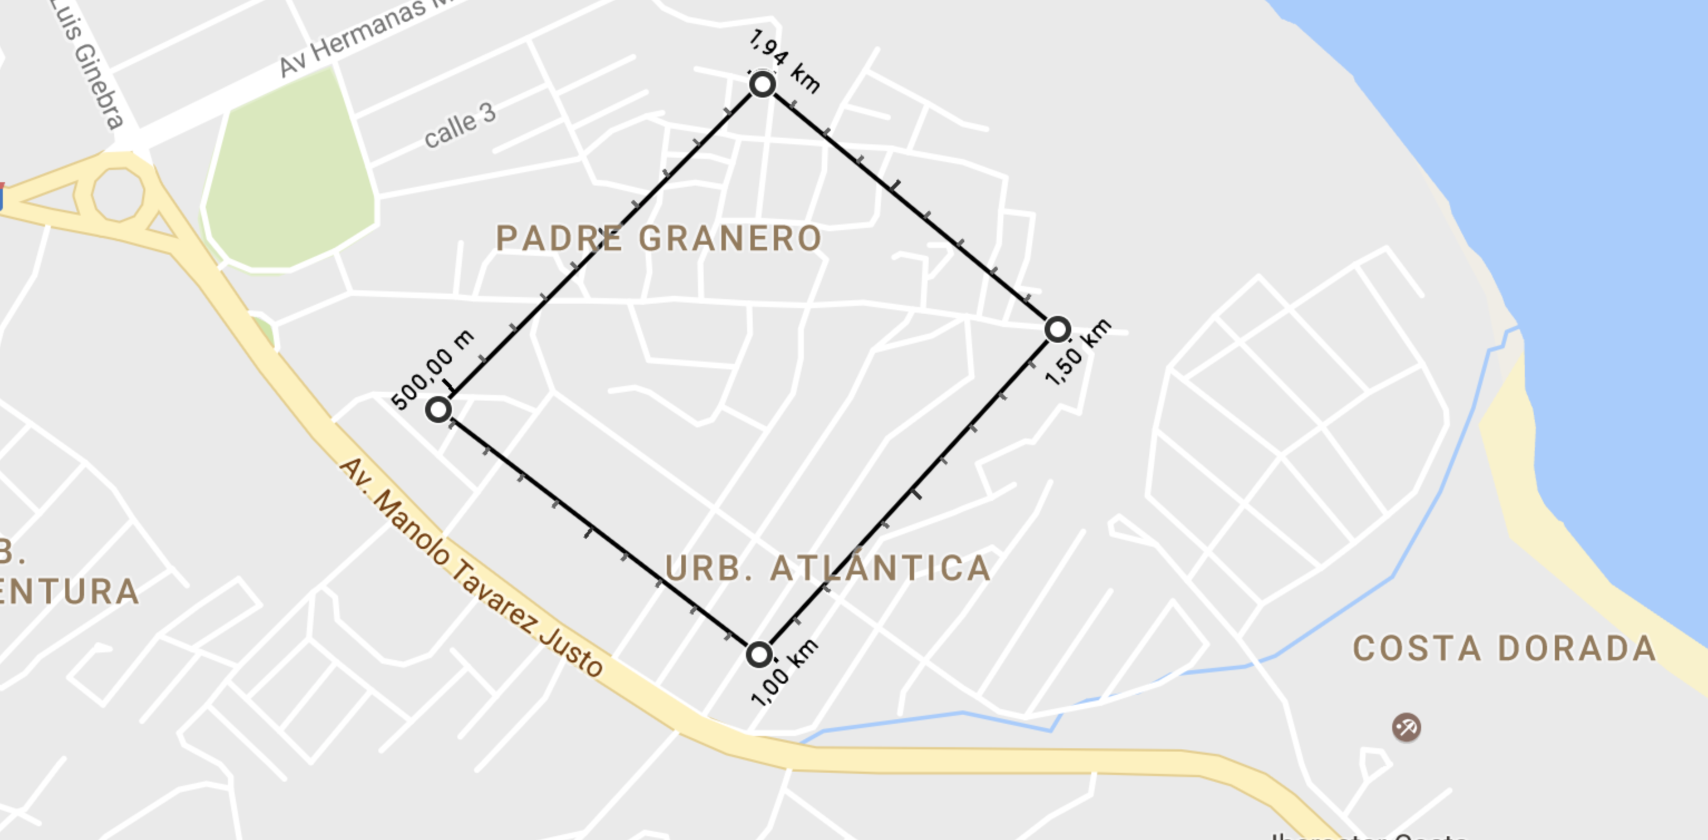 Luis Ginebra
Av Hermanas M
1,94 km
calle 3
PADRE GRANERO
500,00 m
1,50 km
Av. Manolo Tavarez Justo
B.
ENTURA
URB. ATLÁNTICA
1,00 km
COSTA DORADA